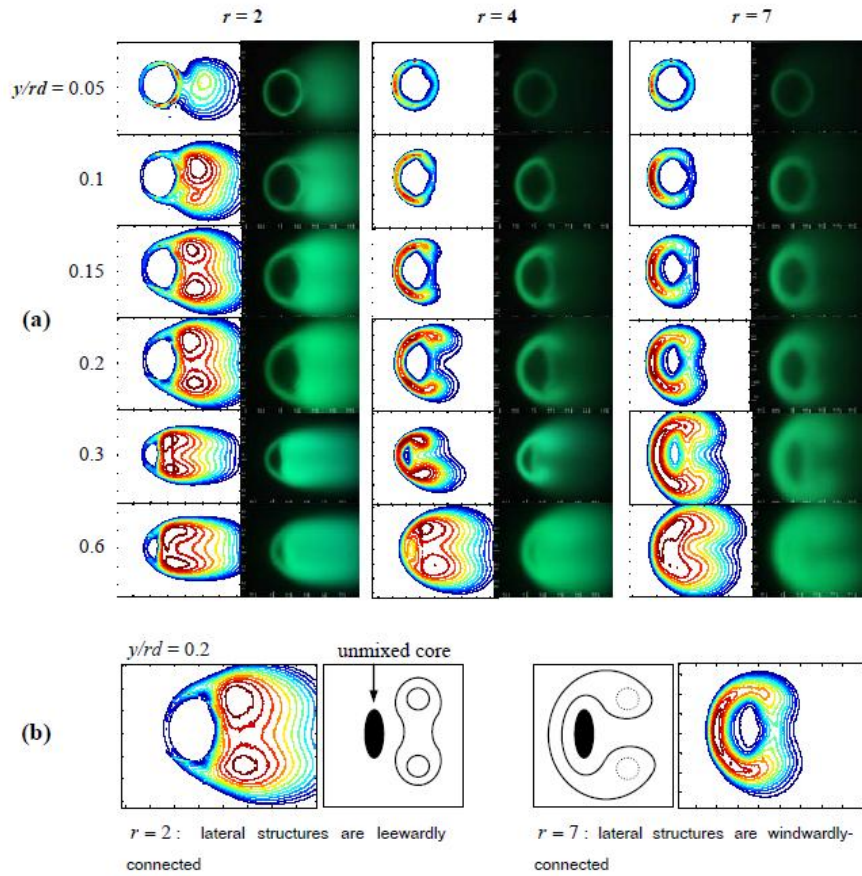 r = 2 r = 4 r = 7
y/rd = 0.05
0.1
0.15
(a)
0.2
0.3
0.6
y/rd = 0.2
unmixed core
(b)
r = 2 : lateral structures are leewardly
connected
r = 7 : lateral structures are windwardly-
connected